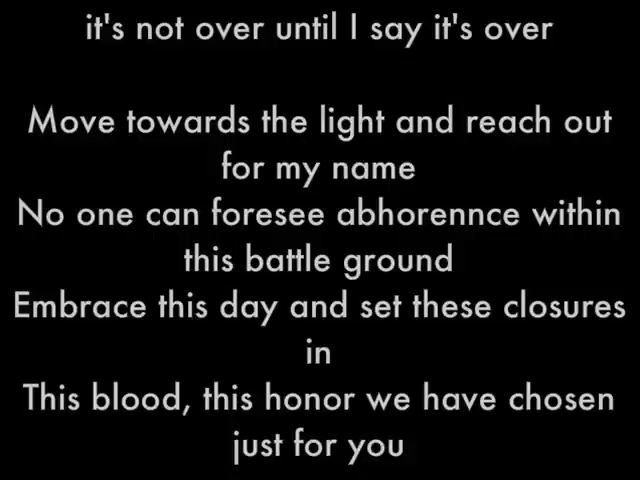 it's not over until I say it's over
Move towards the light and reach out
for my name
No one can foresee abhorennce within
this battle ground
Embrace this day and set these closures
in
This blood, this honor we have chosen
just for you